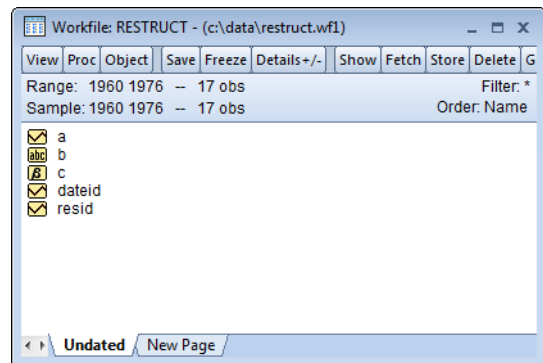 Workfile: RESTRUCT - (c:\data\restruct.wf1)
View Proc Object Save Freeze Details+/- Show Fetch Store Delete G
Range: 1960 1976 -- 17 obs Filter: *
Sample: 1960 1976 -- 17 obs Order: Name
a
abc b
β c
dateid
resid
Undated New Page